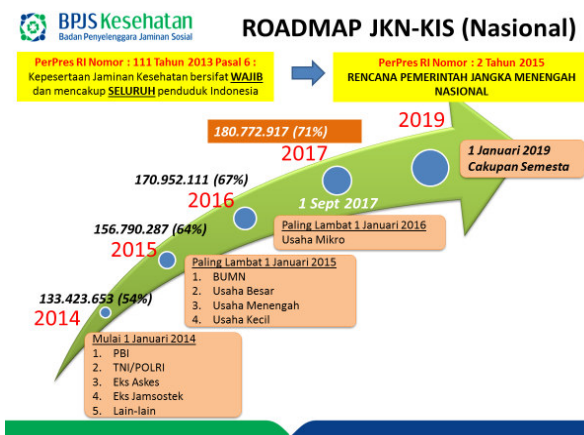 BPJS Kesehatan
Badan Penyelenggara Jaminan Sosial
ROADMAP JKN-KIS (Nasional)
PerPres RI Nomor : 111 Tahun 2013 Pasal 6 :
Kepesertaan Jaminan Kesehatan bersifat WAJIB
dan mencakup SELURUH penduduk Indonesia
PerPres RI Nomor : 2 Tahun 2015
RENCANA PEMERINTAH JANGKA MENENGAH
NASIONAL
180.772.917 (71%)
2017
2019
1 Januari 2019
Cakupan Semesta
170.952.111 (67%)
2016
1 Sept 2017
Paling Lambat 1 Januari 2016
Usaha Mikro
156.790.287 (64%)
2015
Paling Lambat 1 Januari 2015
1. BUMN
2. Usaha Besar
3. Usaha Menengah
4. Usaha Kecil
133.423.653 (54%)
2014
Mulai 1 Januari 2014
1. PBI
2. TNI/POLRI
3. Eks Askes
4. Eks Jamsostek
5. Lain-lain